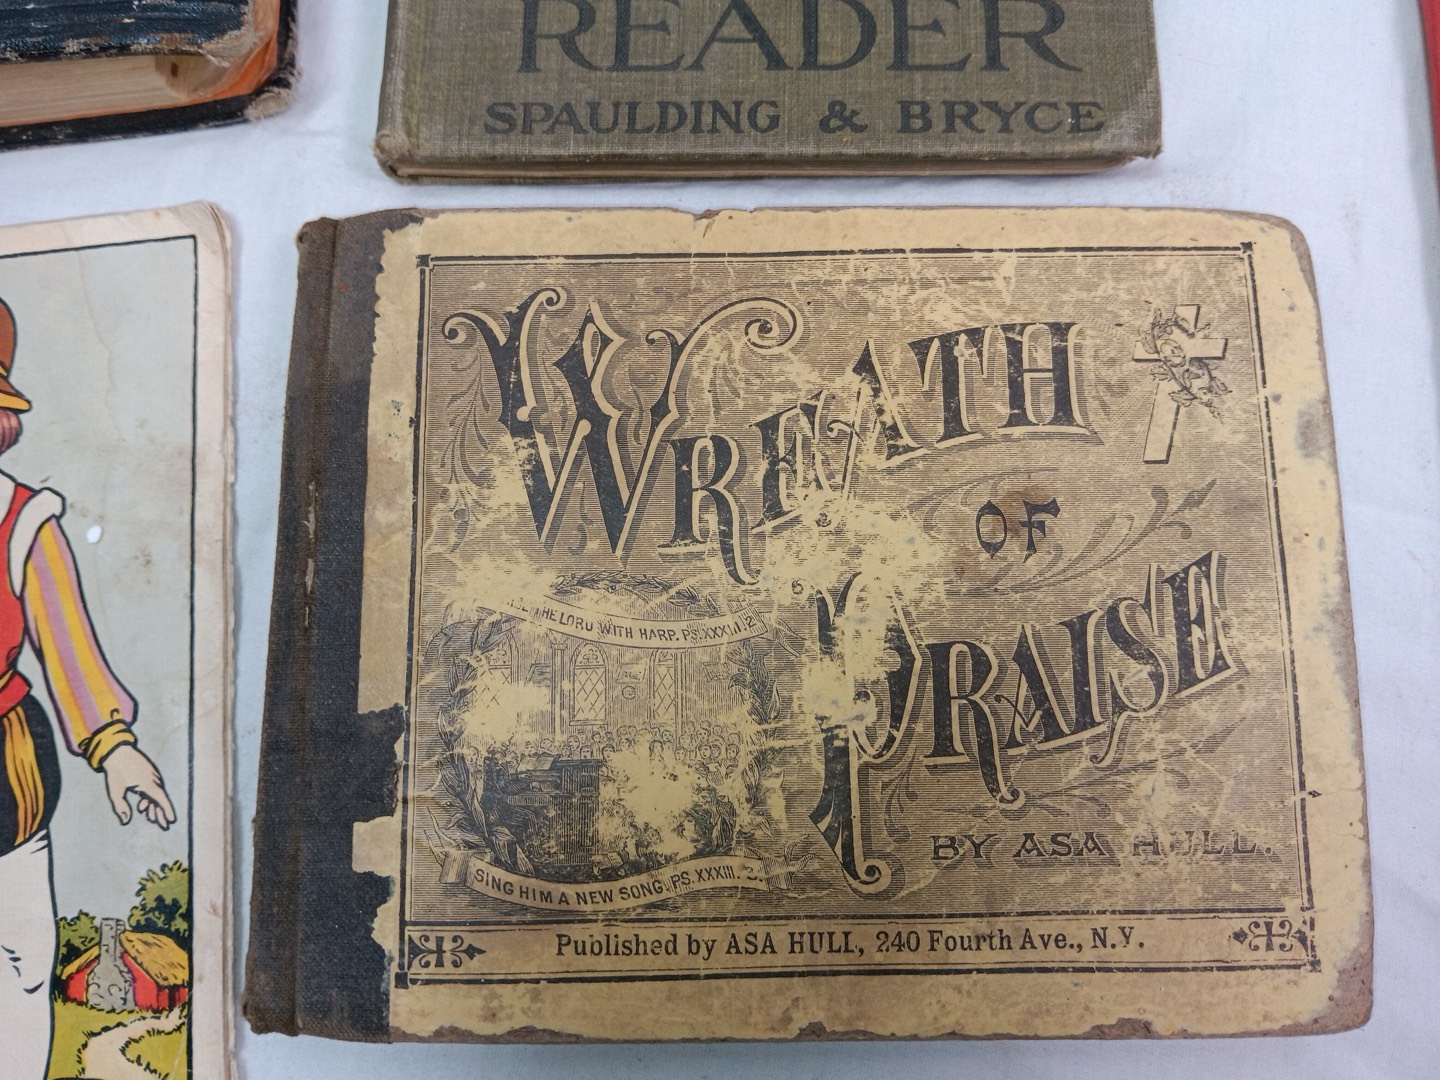 READER
SPAULDING & BRYCE
WREATH
OF
PRAISE
THE LORD WITH HARP. PS. XXXIII. 2
SING HIM A NEW SONG. PS. XXXIII. 3.
BY ASA HULL.
Published by ASA HULL, 240 Fourth Ave., N.Y.